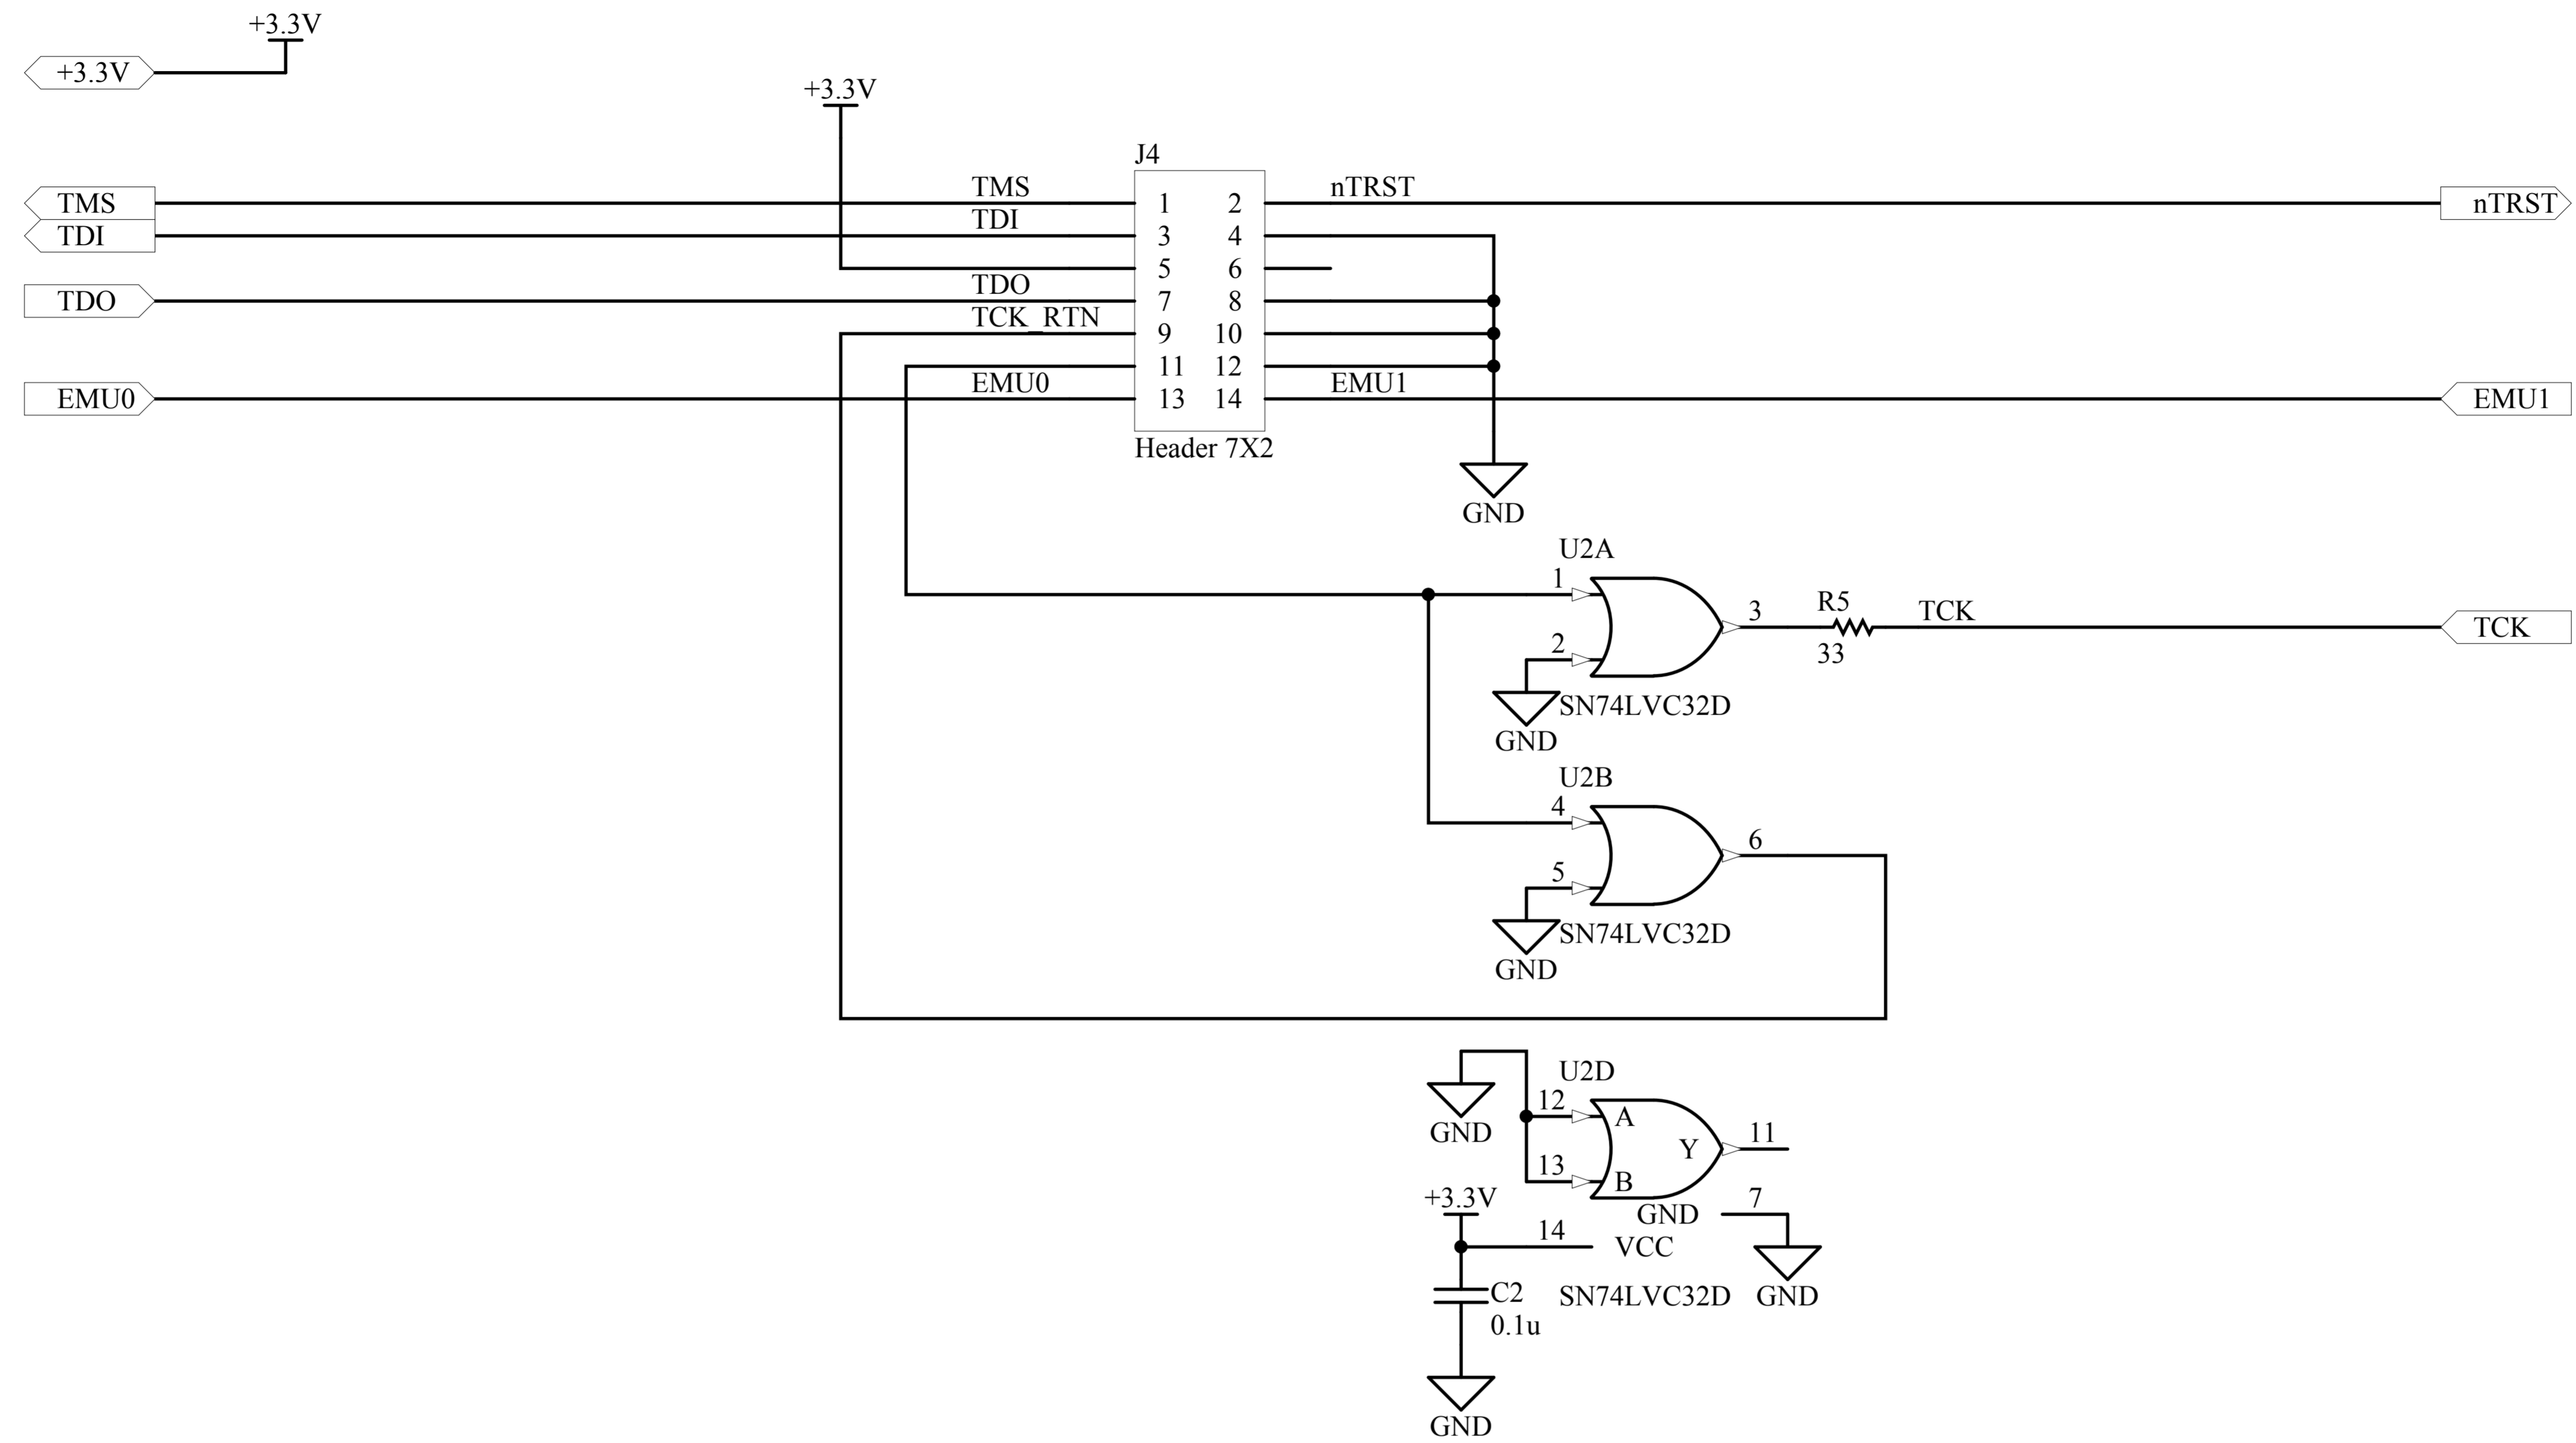 +3.3V
+3.3V
+3.3V
J4
TMS
TMS
1
2
nTRST
nTRST
TDI
TDI
3
4
5
6
TDO
TDO
7
8
TCK_RTN
9
10
11
12
EMU0
EMU0
13
14
EMU1
EMU1
Header 7X2
GND
U2A
1
2
3
R5
33
TCK
TCK
GND
SN74LVC32D
U2B
4
5
6
GND
SN74LVC32D
U2D
12
A
GND
Y
11
13
B
+3.3V
GND
7
14
VCC
C2
0.1u
SN74LVC32D
GND
GND